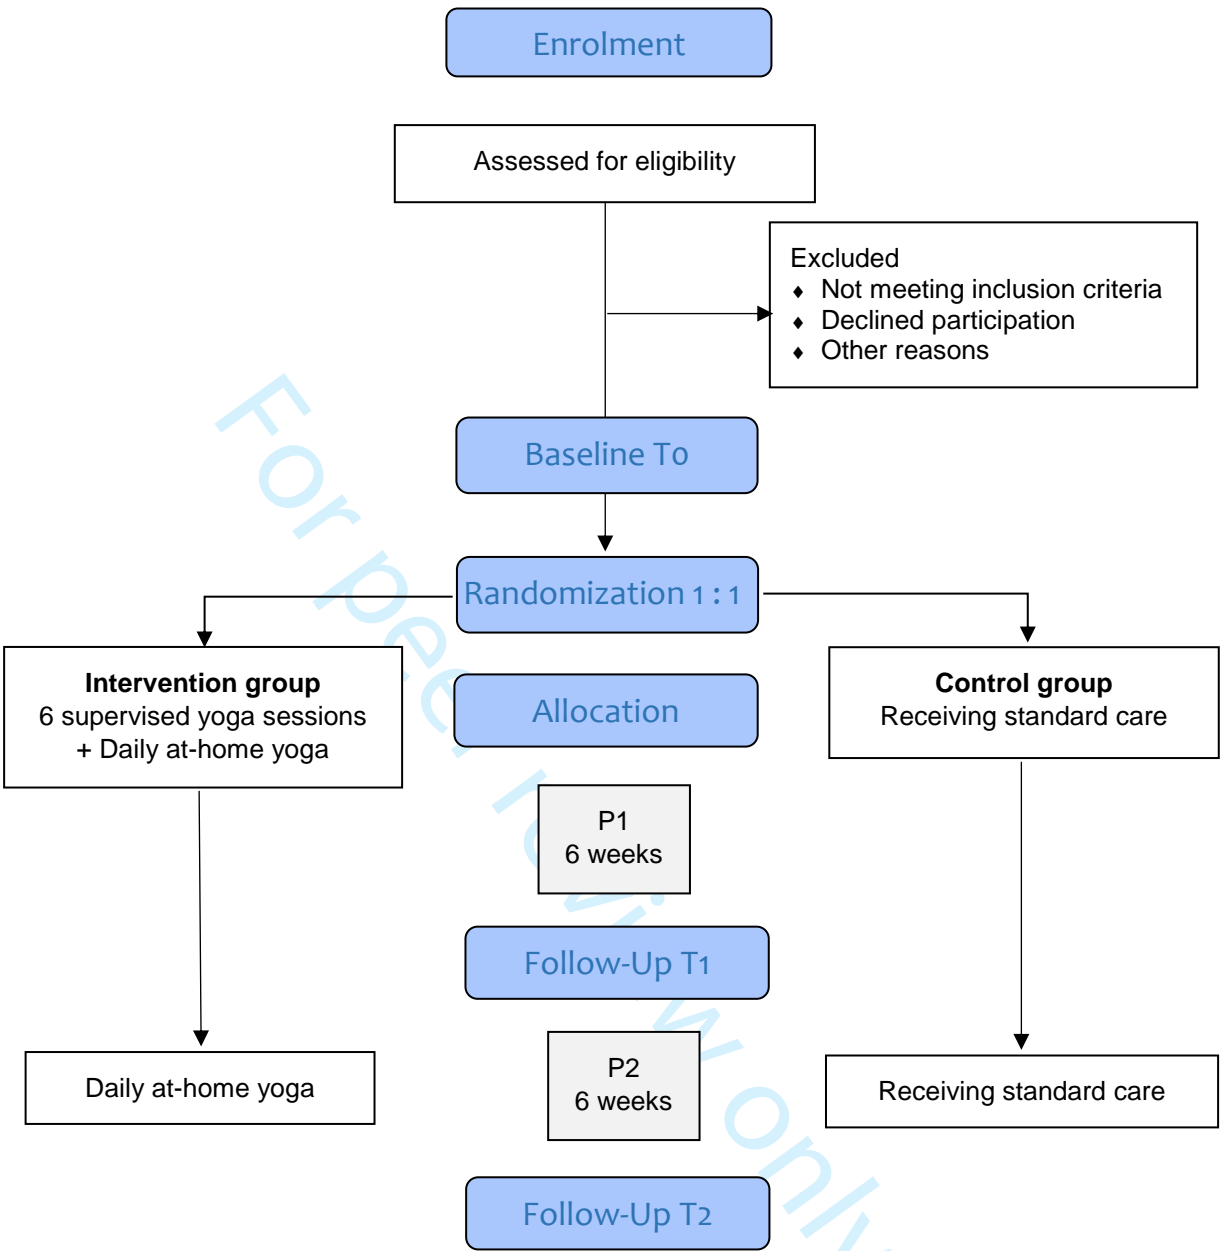 Enrolment
Assessed for eligibility
Excluded
♦ Not meeting inclusion criteria
♦ Declined participation
♦ Other reasons
Baseline T0
Randomization 1 : 1
Intervention group
6 supervised yoga sessions
+ Daily at-home yoga
Allocation
Control group
Receiving standard care
P1
6 weeks
Follow-Up T1
Daily at-home yoga
P2
6 weeks
Receiving standard care
Follow-Up T2
For peer review only